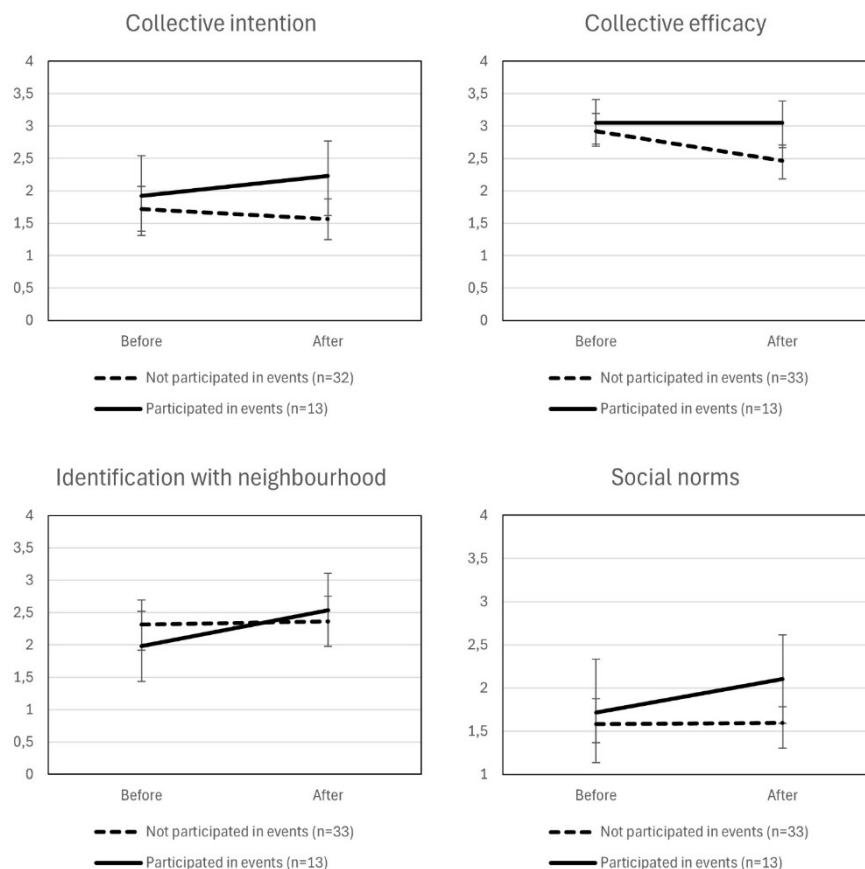 Collective intention
4
3,5
3
2,5
2
1,5
1
0,5
0
Before After
Not participated in events (n=32)
Participated in events (n=13)
Collective efficacy
4
3,5
3
2,5
2
1,5
1
0,5
0
Before After
Not participated in events (n=33)
Participated in events (n=13)
Identification with neighbourhood
4
3,5
3
2,5
2
1,5
1
0,5
0
Before After
Not participated in events (n=33)
Participated in events (n=13)
Social norms
4
3,5
3
2,5
2
1,5
1
Before After
Not participated in events (n=33)
Participated in events (n=13)